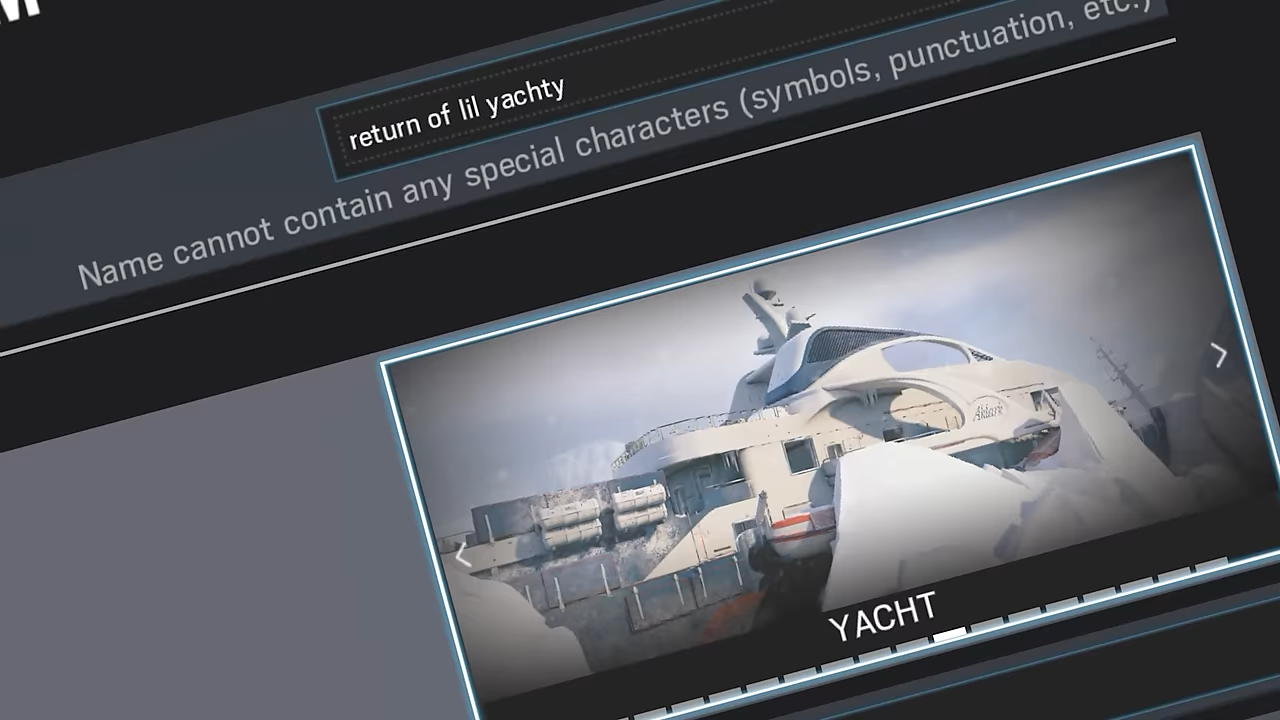 M
return of lil yachty
Name cannot contain any special characters (symbols, punctuation, etc.)
YACHT